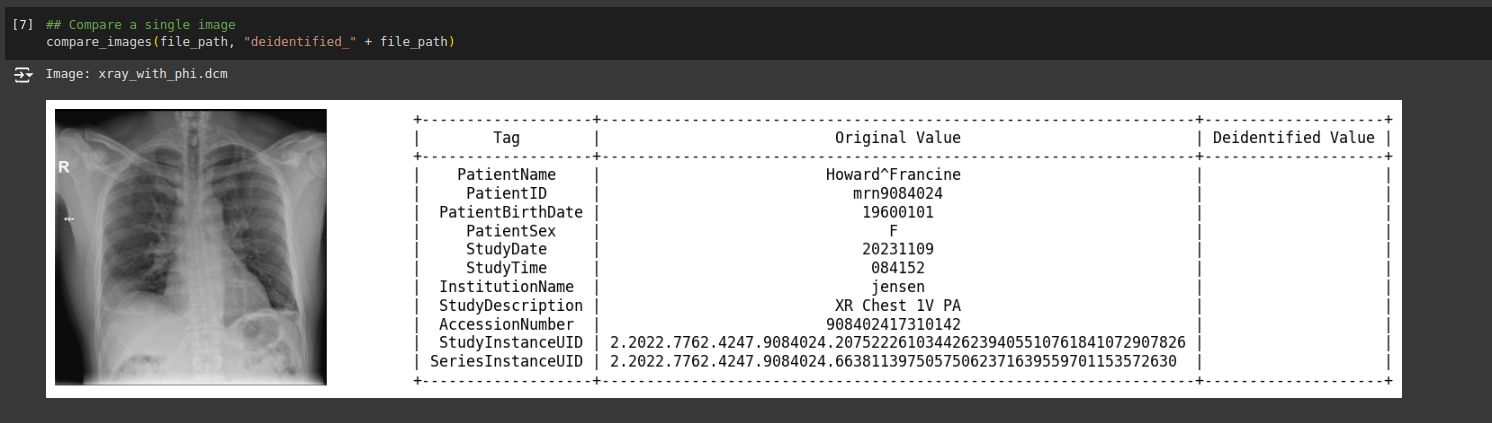 [7] ## Compare a single image
compare_images(file_path, "deidentified_" + file_path)
Image: xray_with_phi.dcm
R
Tag | Original Value | Deidentified Value
PatientName | Howard^Francine |
PatientID | mrn9084024 |
PatientBirthDate | 19600101 |
PatientSex | F |
StudyDate | 20231109 |
StudyTime | 084152 |
InstitutionName | jensen |
StudyDescription | XR Chest 1V PA |
AccessionNumber | 908402417310142 |
StudyInstanceUID | 2.2022.7762.4247.9084024.20752226103442623940551076184107290​7826 |
SeriesInstanceUID | 2.2022.7762.4247.9084024.66381139750575062371639559701153572630 |